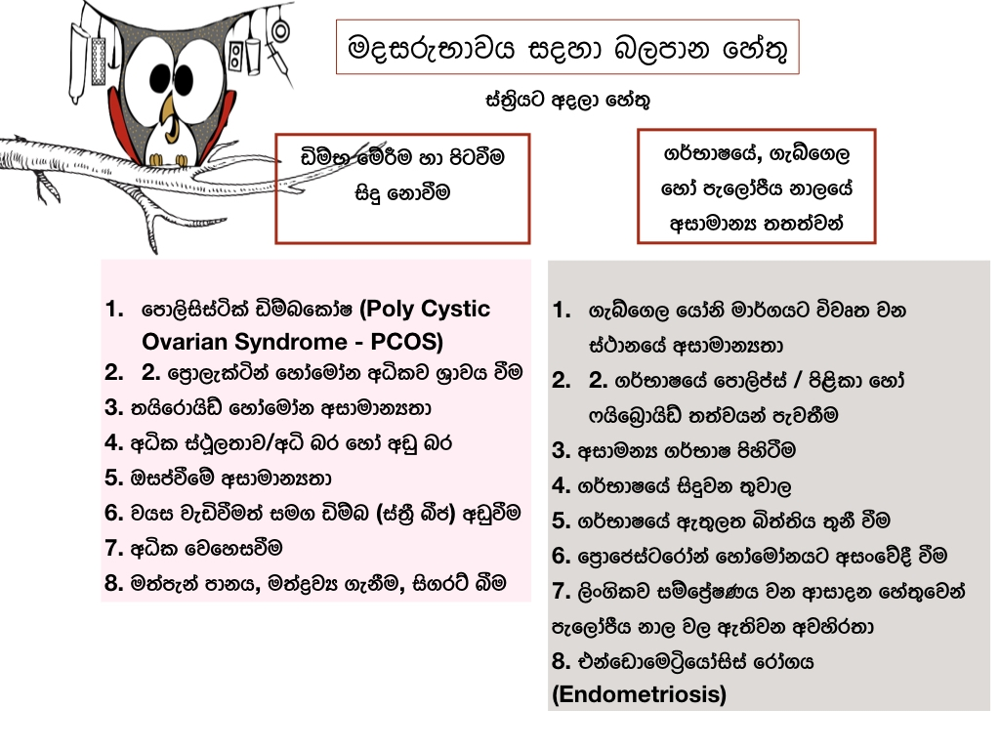 මදසරුභාවය සදහා බලපාන හේතු
ස්ත්‍රියට අදලා හේතු
ඩිම්භ මේරීම හා පිටවීම
සිදු නොවීම
ගර්භාෂයේ, ගැබ්ගෙල
හෝ පැලෝපීය නාලයේ
අසාමාන්‍ය තතත්වන්
1. පොලිසිස්ටික් ඩිම්බකෝෂ (Poly Cystic
Ovarian Syndrome - PCOS)
2. 2. ප්‍රොලැක්ටින් හෝමෝන අධිකව ශ්‍රාවය වීම
3. තයිරොයිඩ් හෝමෝන අසාමාන්‍යතා
4. අධික ස්ථූලතාව/අධි බර හෝ අඩු බර
5. ඔසප්වීමේ අසාමාන්‍යතා
6. වයස වැඩිවීමත් සමග ඩිම්බ (ස්ත්‍රී බීජ) අඩුවීම
7. අධික වෙහෙසවීම
8. මත්පැන් පානය, මත්ද්‍රව්‍ය ගැනීම, සිගරට් බීම
1. ගැබ්ගෙල යෝනි මාර්ගයට විවෘත වන
ස්ථානයේ අසාමාන්‍යතා
2. 2. ගර්භාෂයේ පොලිප්ස් / පිළිකා හෝ
ෆයිබ්‍රොයිඩ් තත්වයන් පැවතීම
3. අසාමන්‍ය ගර්භාෂ පිහිටීම
4. ගර්භාෂයේ සිදුවන තුවාල
5. ගර්භාෂයේ ඇතුලත බිත්තිය තුනී වීම
6. ප්‍රොජෙස්ටරෝන් හෝමෝනයට අසංවේදී වීම
7. ලිංගිකව සම්ප්‍රේෂණය වන ආසාදන හේතුවෙන්
පැලෝපීය නාල වල ඇතිවන අවහිරතා
8. එන්ඩොමෙට්‍රියෝසිස් රෝගය
(Endometriosis)